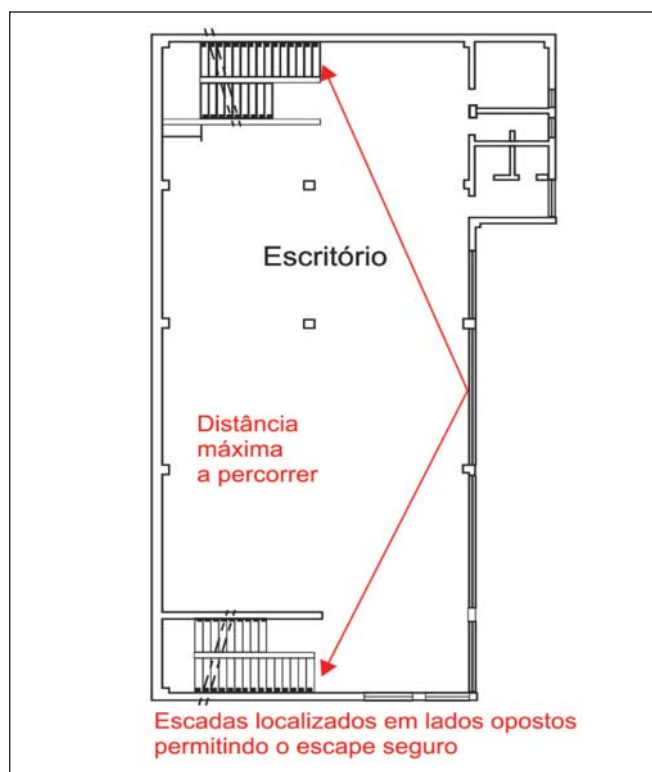 Escritório
Distância
máxima
a percorrer
Escadas localizados em lados opostos
permitindo o escape seguro